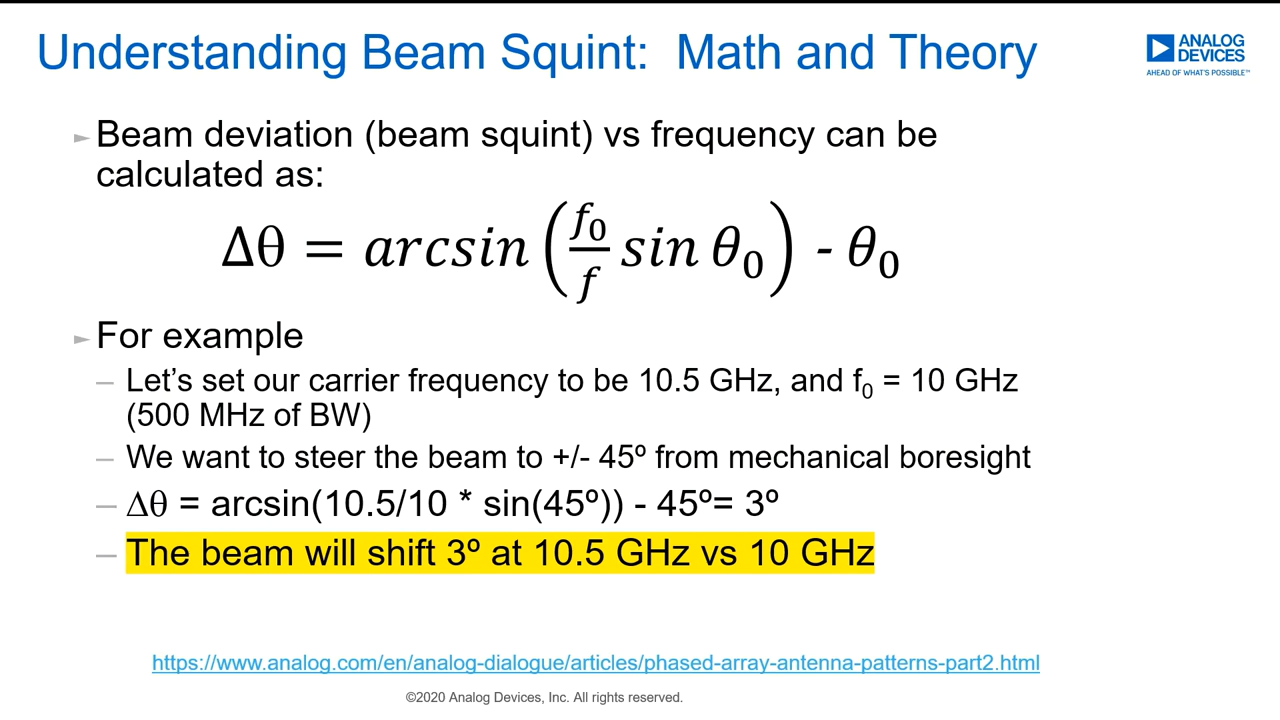 Understanding Beam Squint:  Math and Theory
ANALOG
DEVICES
AHEAD OF WHAT'S POSSIBLE™
► Beam deviation (beam squint) vs frequency can be
calculated as:
Δθ = arcsin (f₀/f sin θ₀) - θ₀
► For example
– Let's set our carrier frequency to be 10.5 GHz, and f₀ = 10 GHz
(500 MHz of BW)
– We want to steer the beam to +/- 45º from mechanical boresight
– Δθ = arcsin(10.5/10 * sin(45º)) - 45º= 3º
– The beam will shift 3º at 10.5 GHz vs 10 GHz
https://www.analog.com/en/analog-dialogue/articles/phased-array-antenna-patterns-part2.html
©2020 Analog Devices, Inc. All rights reserved.